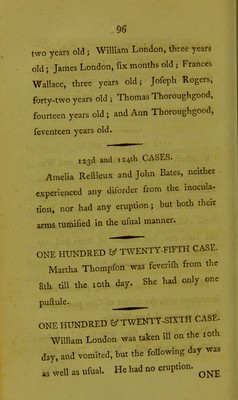 96
two years old; William London, three years
old; James London, ſix months old; Frances
Wallace, three years old; Joſeph Rogers,
forty-two years old; Thomas Thoroughgood,
fourteen years old; and Ann Thoroughgood,
ſeventeen years old.
123d and 124th CASES.
Amelia Reſtieux and John Bates, neither
experienced any diſorder from the inocula-
tion, nor had any eruption; but both their
arms tumified in the uſual manner.
ONE HUNDRED & TWENTY-FIFTH CASE.
Martha Thompſon was feveriſh from the
8th till the 10th day. She had only one
puſtule.
ONE HUNDRED & TWENTY-SIXTH CASE.
William London was taken ill on the 10th
day, and vomited, but the following day was
as well as uſual. He had no eruption.
ONE